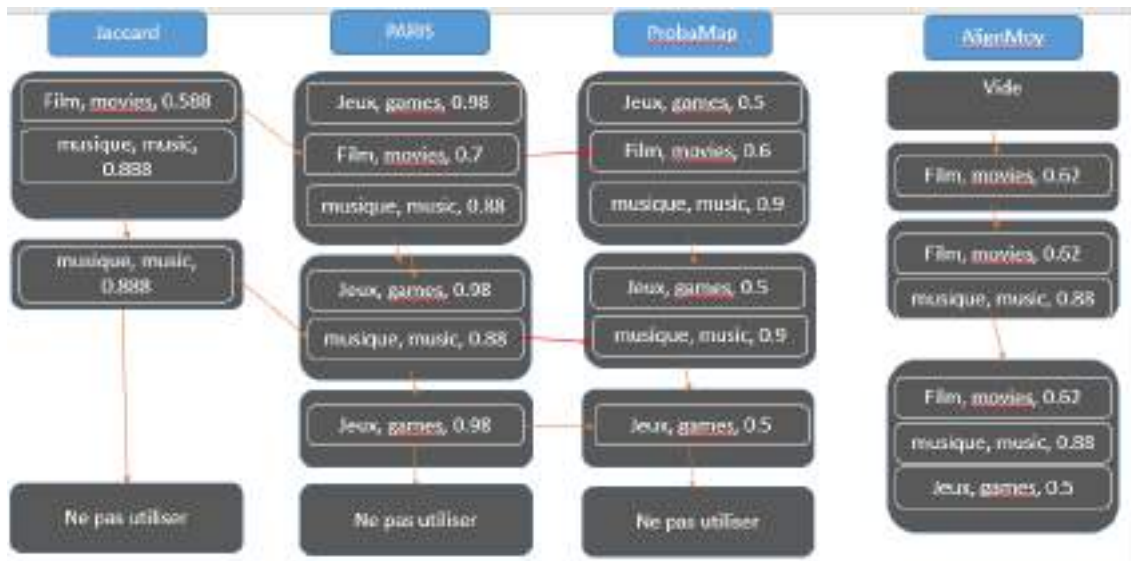 Jaccard
Film, movies, 0.588
musique, music,
0.888
musique, music,
0.888
Ne pas utiliser
PARIS
Jeux, games, 0.98
Film, movies, 0.7
musique, music, 0.88
Jeux, games, 0.98
musique, music, 0.88
Jeux, games, 0.98
Ne pas utiliser
ProbaMap
Jeux, games, 0.5
Film, movies, 0.6
musique, music, 0.9
Jeux, games, 0.5
musique, music, 0.9
Jeux, games, 0.5
Ne pas utiliser
AlignMoy
Vide
Film, movies, 0.62
Film, movies, 0.62
musique, music, 0.88
Film, movies, 0.62
musique, music, 0.88
Jeux, games, 0.5